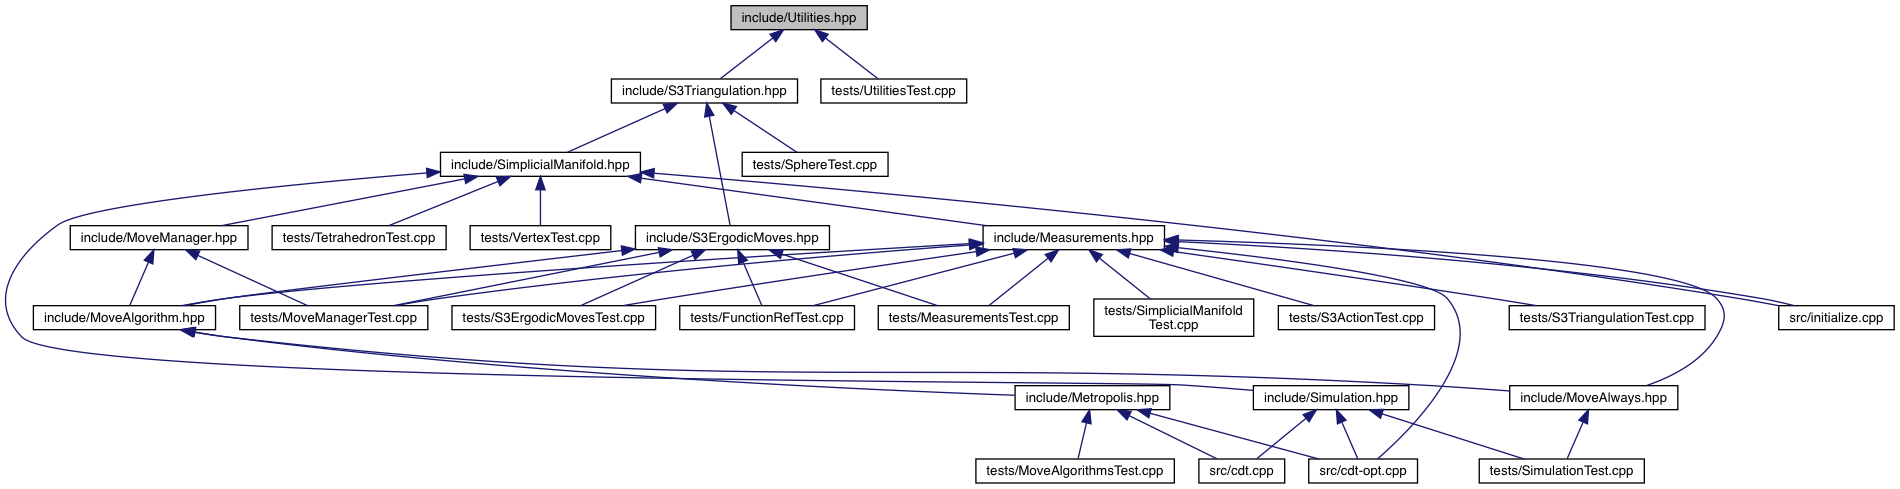 include/Utilities.hpp
include/S3Triangulation.hpp
tests/UtilitiesTest.cpp
include/SimplicialManifold.hpp
tests/SphereTest.cpp
include/MoveManager.hpp
tests/TetrahedronTest.cpp
tests/VertexTest.cpp
include/S3ErgodicMoves.hpp
include/Measurements.hpp
include/MoveAlgorithm.hpp
tests/MoveManagerTest.cpp
tests/S3ErgodicMovesTest.cpp
tests/FunctionRefTest.cpp
tests/MeasurementsTest.cpp
tests/SimplicialManifold
Test.cpp
tests/S3ActionTest.cpp
tests/S3TriangulationTest.cpp
src/initialize.cpp
include/Metropolis.hpp
include/Simulation.hpp
include/MoveAlways.hpp
tests/MoveAlgorithmsTest.cpp
src/cdt.cpp
src/cdt-opt.cpp
tests/SimulationTest.cpp